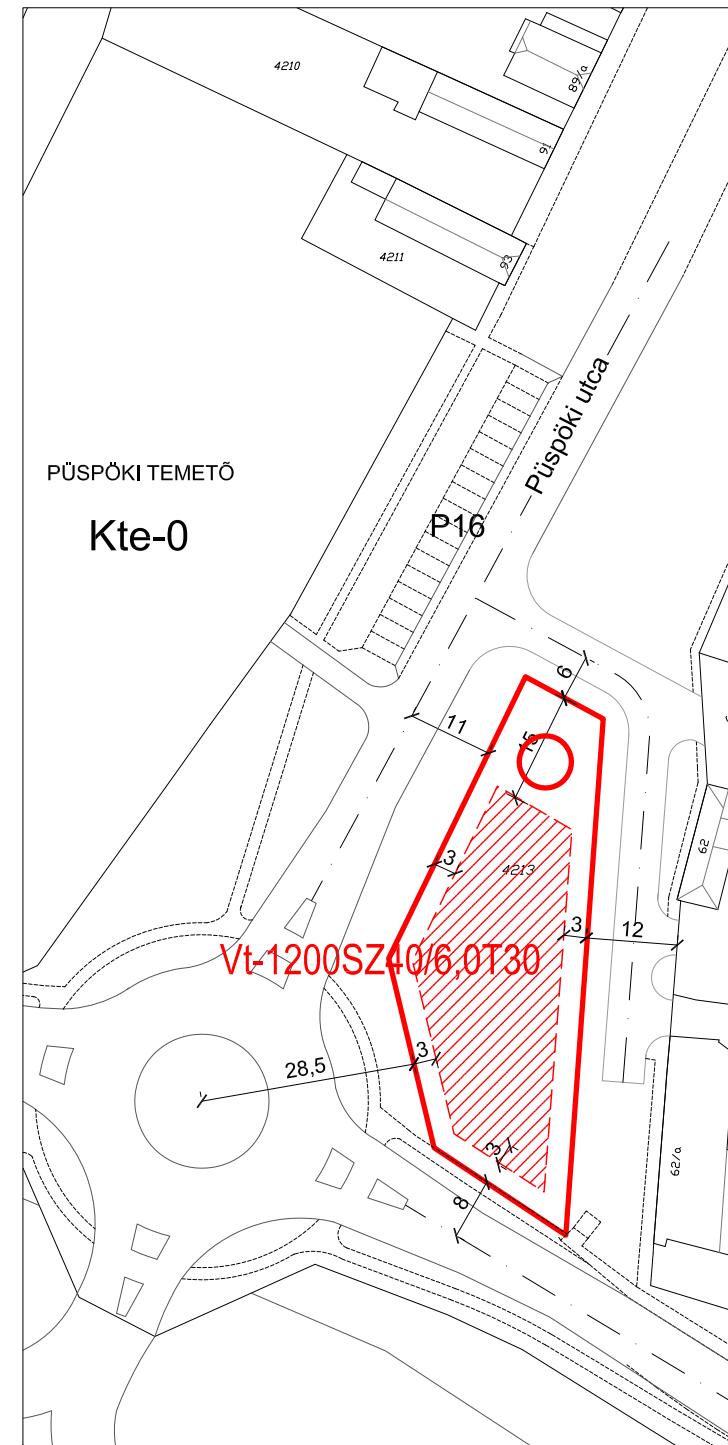 4210
89/a
91
4211
93
Püspöki utca
PÜSPÖKI TEMETÕ
Kte-0
P16
6
11
15
3
4213
62
3
12
Vt-1200SZ40/6,0T30
28,5
3
3
8
62/a